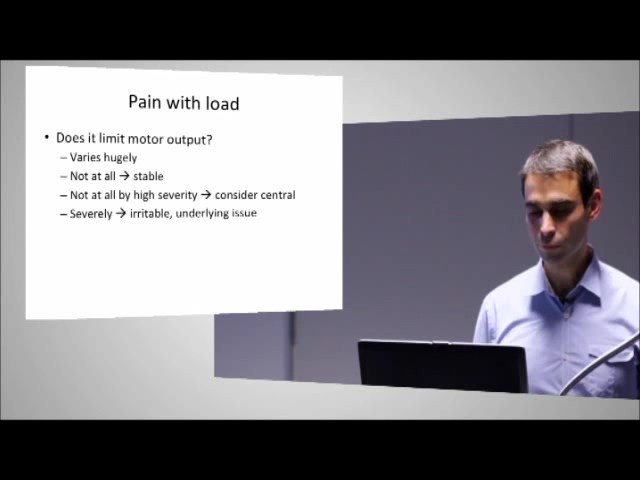 Pain with load
• Does it limit motor output?
– Varies hugely
– Not at all → stable
– Not at all by high severity → consider central
– Severely → irritable, underlying issue